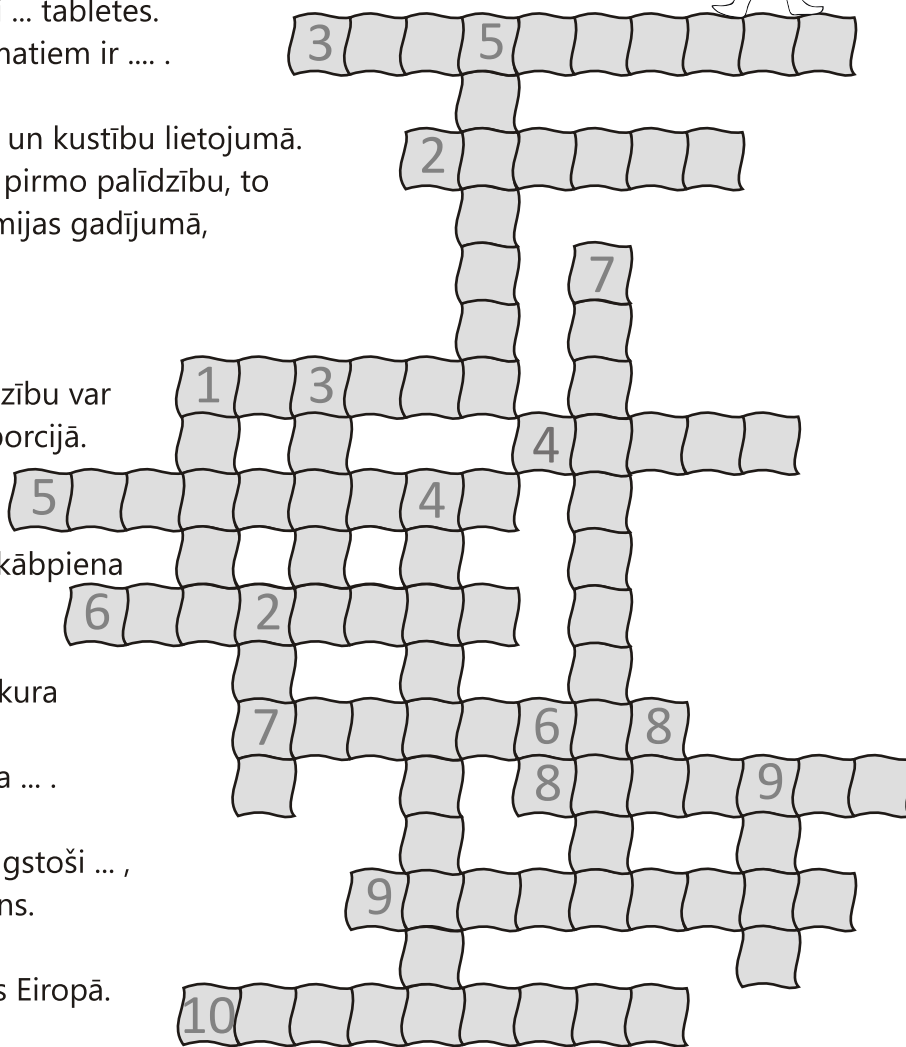 ... tabletes.
3 5
natiem ir .... .
un kustību lietojumā.
2
pirmo palīdzību, to
mijas gadījumā,
7
zību var
1 3
porcijā.
4
5 4
kābpiena
6 2
kura
7 6 8
a ... .
8 9
gstoši ... ,
9
ns.
s Eiropā.
10